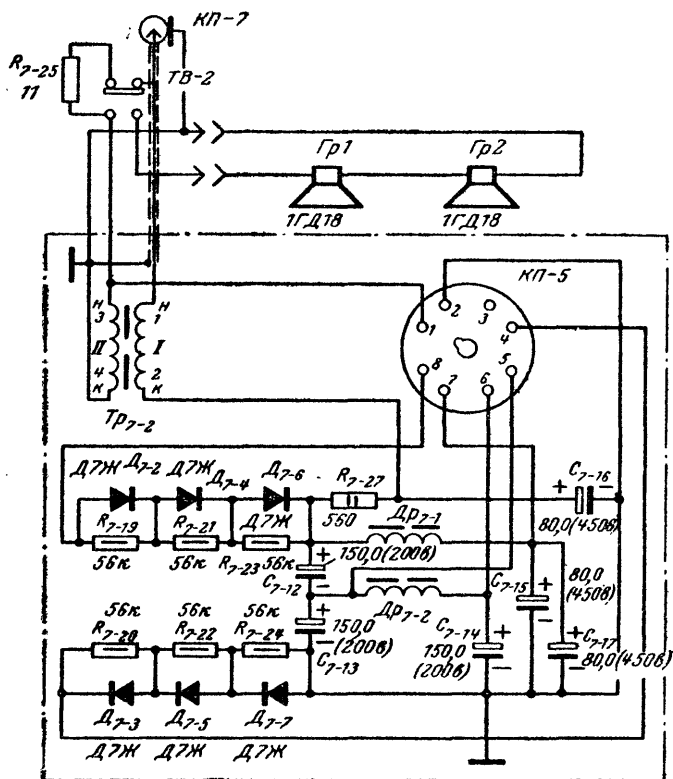 КП-7
R7-25
11
ТВ-2
Гр1
Гр2
1ГД18
1ГД18
КП-5
н
3
II
4
к
н
1
I
2
к
Тр7-2
1
2
3
4
5
6
7
8
Д7Ж
Д7-2
Д7Ж
Д7-4
Д7-6
R7-27
560
R7-19
R7-21
Д7Ж
56к
56к
R7-23
56к
Др7-1
+ C7-16 −
80,0(450в)
+
150,0(200в)
−
C7-12
Др7-2
C7-15
+
80,0
(450в)
−
56к
56к
56к
R7-20
R7-22
R7-24
+
150,0
(200в)
−
C7-13
C7-14
+
150,0
(200в)
−
C7-17
+
80,0(450в)
−
Д7-3
Д7-5
Д7-7
Д7Ж
Д7Ж
Д7Ж